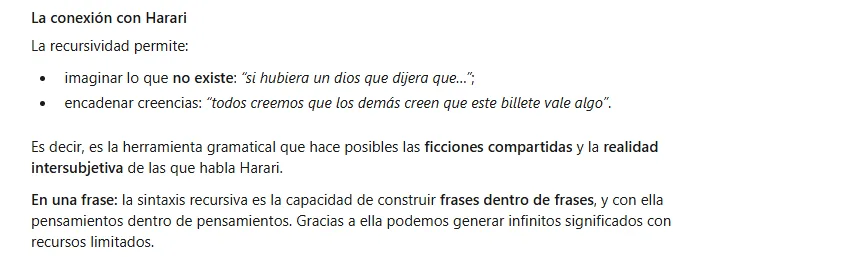 La conexión con Harari
La recursividad permite:
• imaginar lo que no existe: “si hubiera un dios que dijera que...”;
• encadenar creencias: “todos creemos que los demás creen que este billete vale algo”.
Es decir, es la herramienta gramatical que hace posibles las ficciones compartidas y la realidad
intersubjetiva de las que habla Harari.
En una frase: la sintaxis recursiva es la capacidad de construir frases dentro de frases, y con ella
pensamientos dentro de pensamientos. Gracias a ella podemos generar infinitos significados con
recursos limitados.